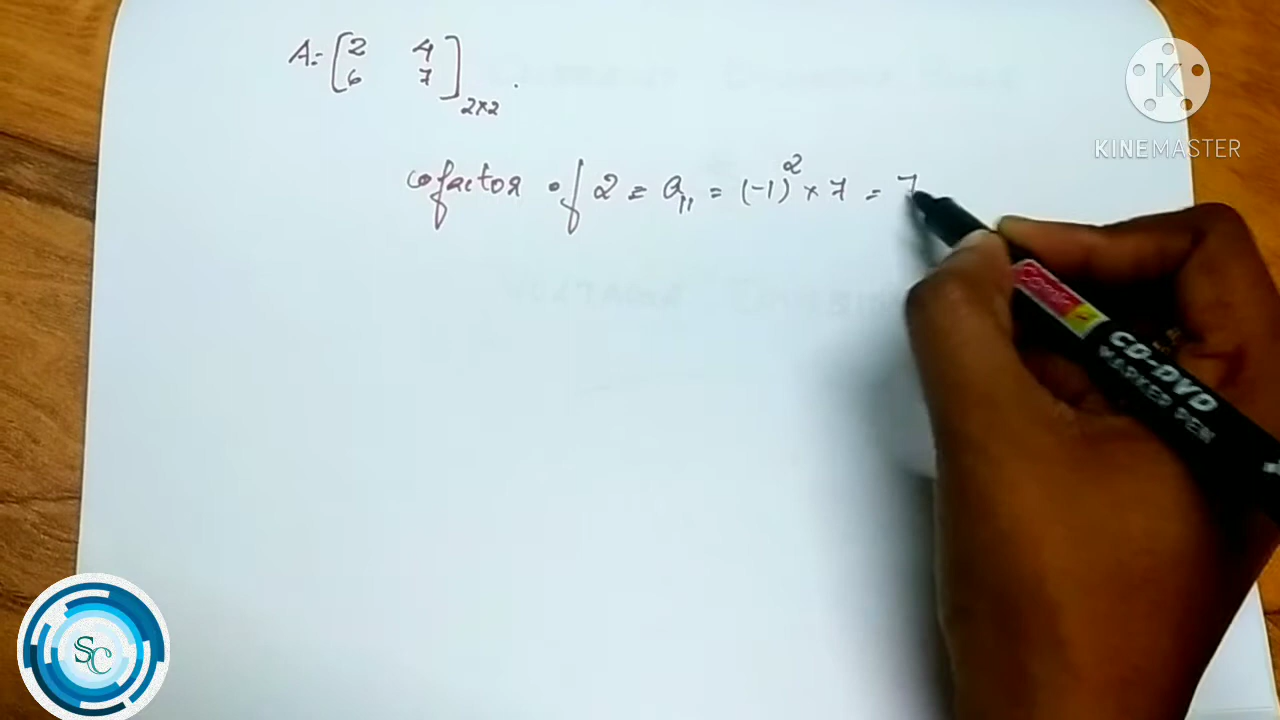 A = [2 4
6 7]2×2 .
cofactor of 2 = a11 = (-1)^2 × 7 = 7
KINEMASTER
K
Camlin
CD-DVD
MARKER PEN
SC